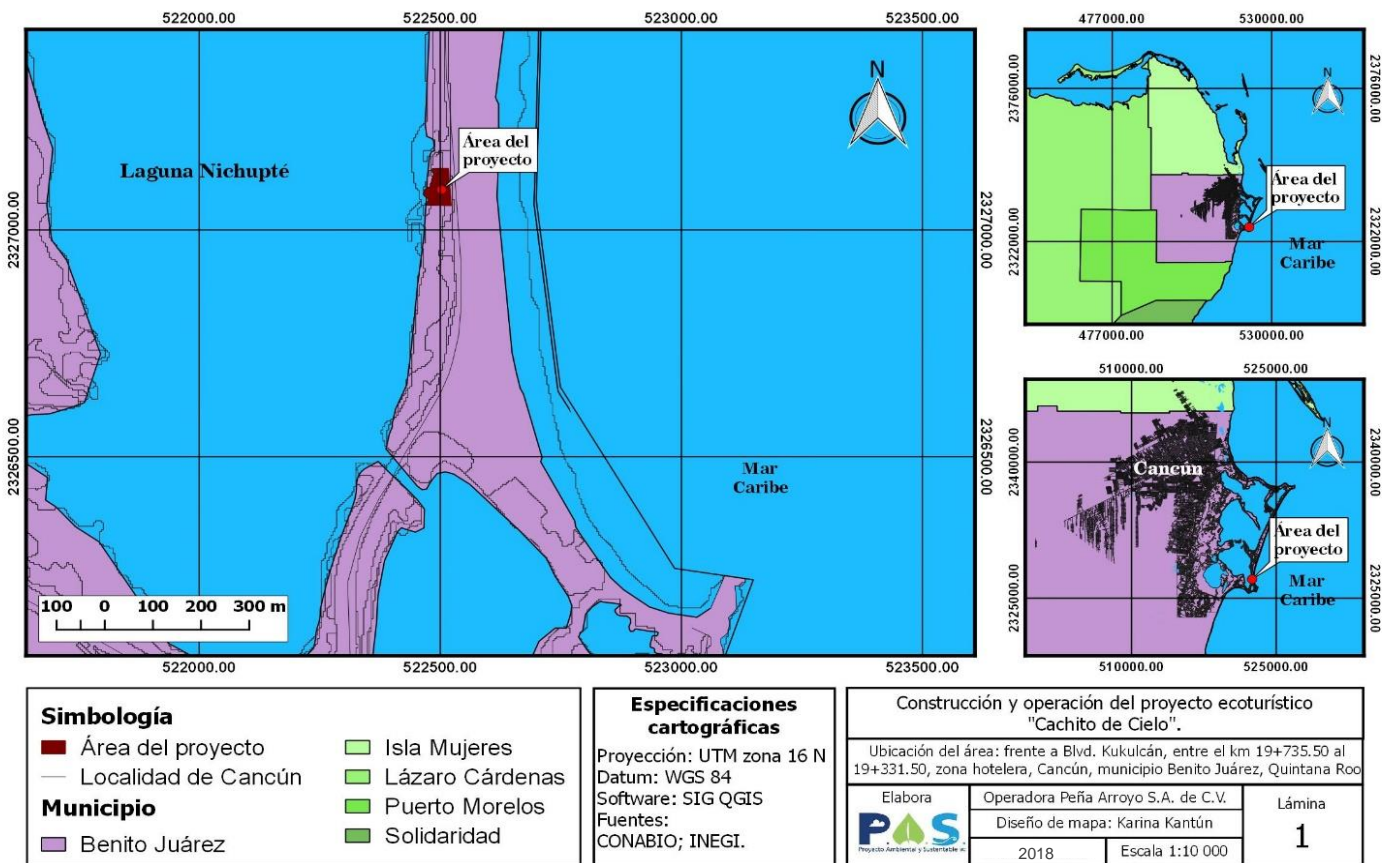 522000.00
522500.00
523000.00
523500.00
2327000.00
2326500.00
2327000.00
2326500.00
Laguna Nichupté
Área del
proyecto
N
Mar
Caribe
100 0 100 200 300 m
522000.00
522500.00
523000.00
523500.00
477000.00
530000.00
2376000.00
2322000.00
2376000.00
2322000.00
N
Área del
proyecto
Mar
Caribe
477000.00
530000.00
510000.00
525000.00
2340000.00
2325000.00
2340000.00
2325000.00
N
Cancún
Área del
proyecto
Mar
Caribe
510000.00
525000.00
Simbología
Área del proyecto
Localidad de Cancún
Municipio
Benito Juárez
Isla Mujeres
Lázaro Cárdenas
Puerto Morelos
Solidaridad
Especificaciones
cartográficas
Proyección: UTM zona 16 N
Datum: WGS 84
Software: SIG QGIS
Fuentes:
CONABIO; INEGI.
Construcción y operación del proyecto ecoturístico
"Cachito de Cielo".
Ubicación del área: frente a Blvd. Kukulcán, entre el km 19+735.50 al
19+331.50, zona hotelera, Cancún, municipio Benito Juárez, Quintana Roo
Elabora
PAS
Proyecto Ambiental y Sustentable
Operadora Peña Arroyo S.A. de C.V.
Diseño de mapa: Karina Kantún
2018
Escala 1:10 000
Lámina
1